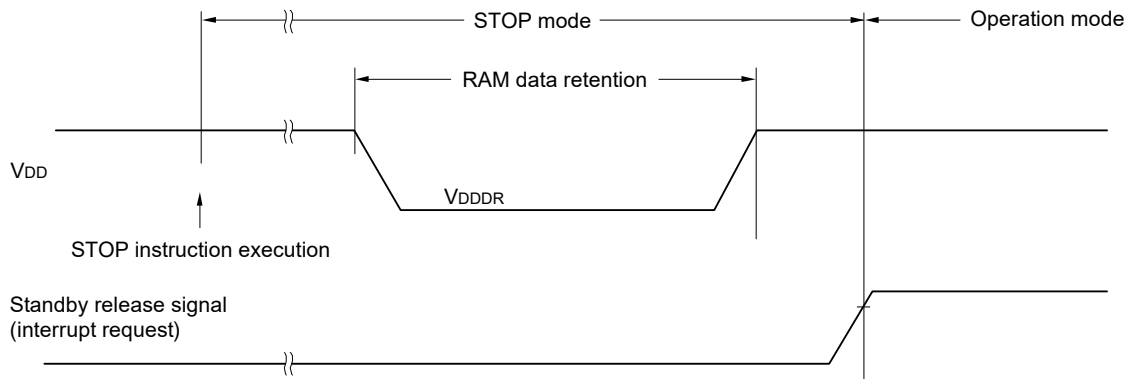 STOP mode
Operation mode
RAM data retention
VDD
VDDDR
STOP instruction execution
Standby release signal
(interrupt request)